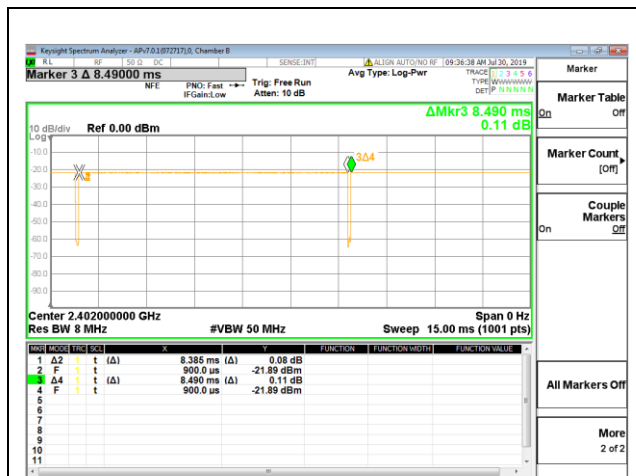 Keysight Spectrum Analyzer - APv7.0.1(072717),0, Chamber B
RL RF 50 Ω DC SENSE:INT ALIGN AUTO/NO RF 09:36:38 AM Jul 30, 2019
Marker 3 Δ 8.49000 ms
NFE
PNO: Fast
IFGain:Low
Trig: Free Run
Atten: 10 dB
Avg Type: Log-Pwr
TRACE 1 2 3 4 5 6
TYPE WWWWWW
DET P N N N N N
ΔMkr3 8.490 ms
0.11 dB
10 dB/div Ref 0.00 dBm
Log
-10.0
-20.0
-30.0
-40.0
-50.0
-60.0
-70.0
-80.0
-90.0
3Δ4
Center 2.402000000 GHz Span 0 Hz
Res BW 8 MHz #VBW 50 MHz Sweep 15.00 ms (1001 pts)
MKR MODE TRC SCL X Y FUNCTION FUNCTION WIDTH FUNCTION VALUE
1 Δ2 1 t (Δ) 8.385 ms (Δ) 0.08 dB
2 F 1 t 900.0 µs -21.89 dBm
3 Δ4 1 t (Δ) 8.490 ms (Δ) 0.11 dB
4 F 1 t 900.0 µs -21.89 dBm
5
6
7
8
9
10
11
Marker
Marker Table
On Off
Marker Count
[Off]
Couple
Markers
On Off
All Markers Off
More
2 of 2